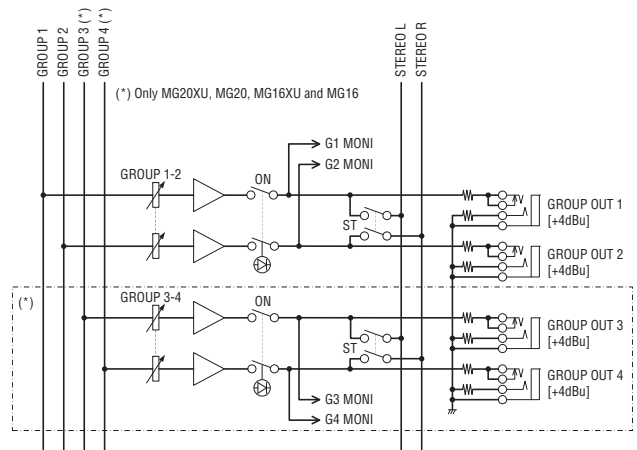 GROUP 1
GROUP 2
GROUP 3 (*)
GROUP 4 (*)
STEREO L
STEREO R
(*) Only MG20XU, MG20, MG16XU and MG16
G1 MONI
G2 MONI
GROUP 1-2
ON
ST
GROUP OUT 1
[+4dBu]
GROUP OUT 2
[+4dBu]
(*)
GROUP 3-4
ON
ST
GROUP OUT 3
[+4dBu]
GROUP OUT 4
[+4dBu]
G3 MONI
G4 MONI